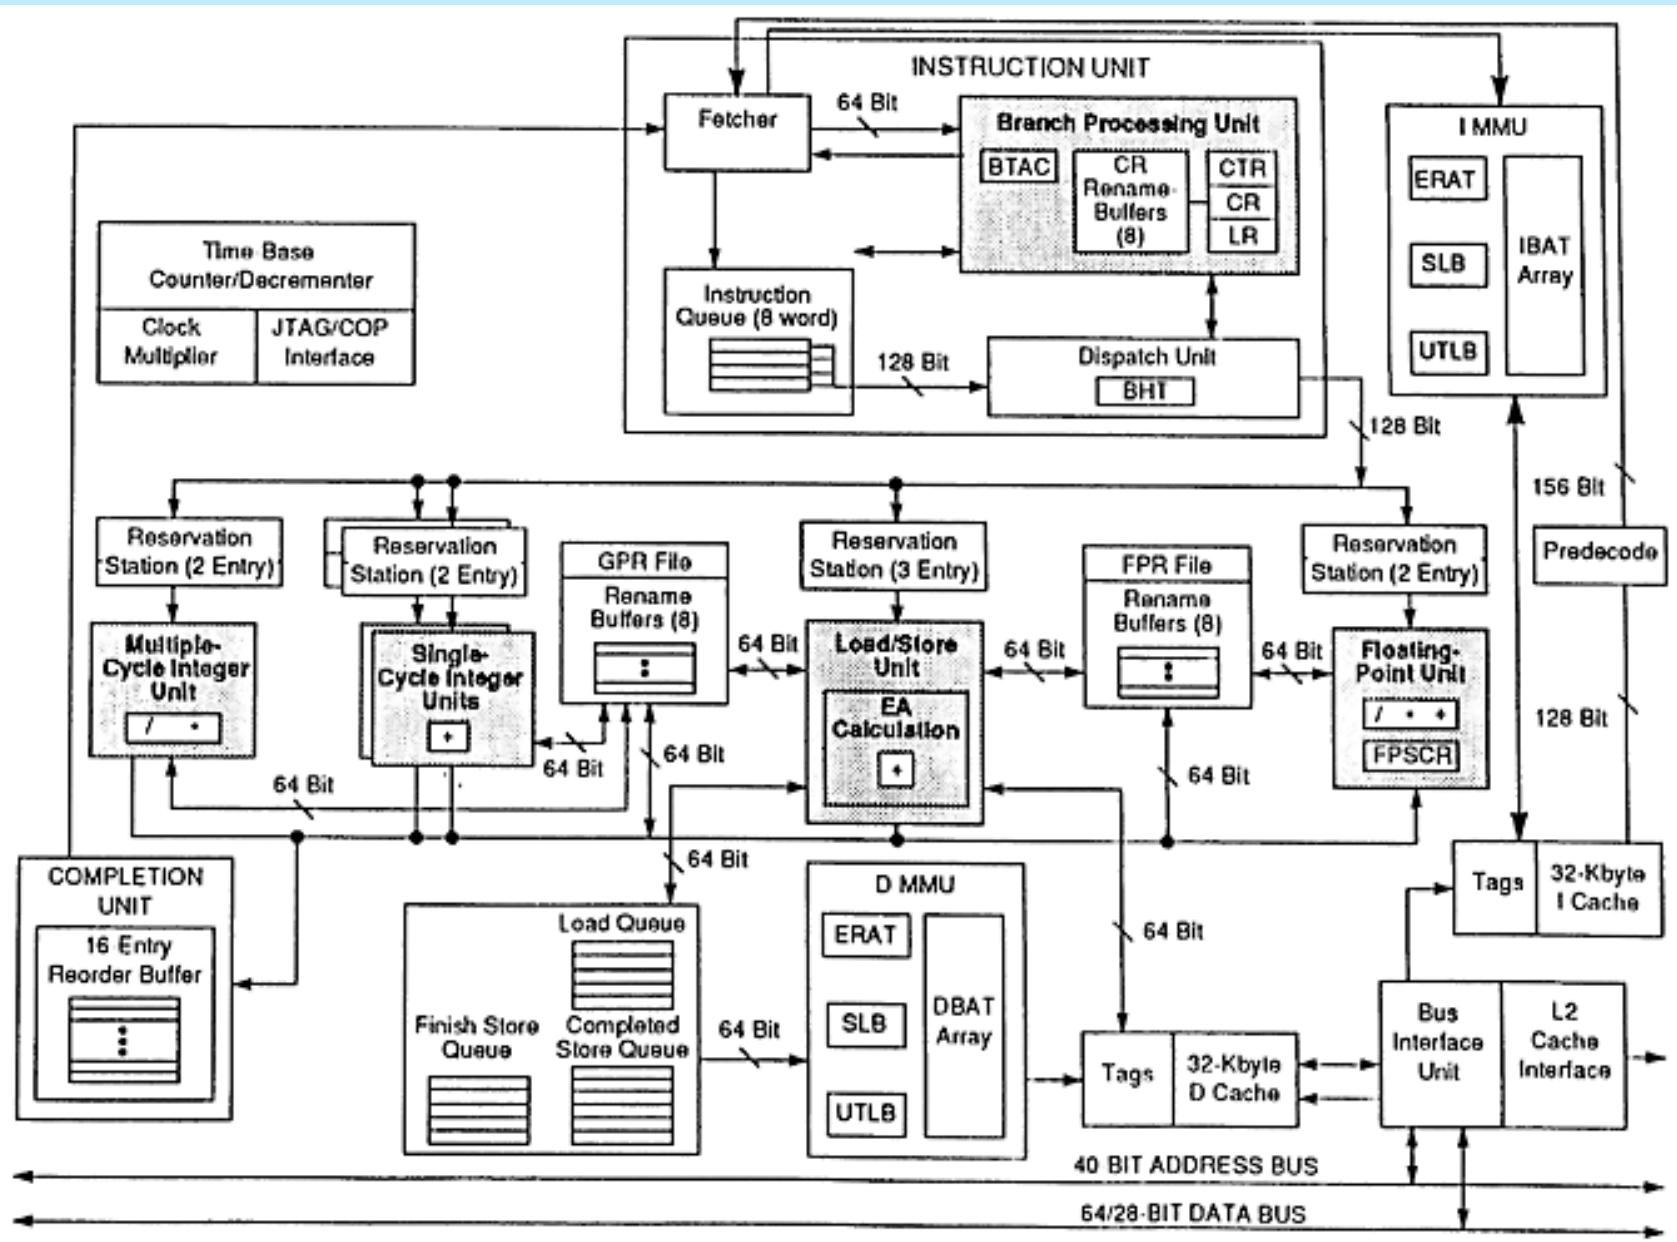 INSTRUCTION UNIT
Fetcher
64 Bit
Branch Processing Unit
BTAC
CR
Rename
Buffers
(8)
CTR
CR
LR
I MMU
ERAT
SLB
UTLB
IBAT
Array
Time Base
Counter/Decrementer
Clock
Multiplier
JTAG/COP
Interface
Instruction
Queue (8 word)
128 Bit
Dispatch Unit
BHT
128 Bit
156 Bit
Predecode
128 Bit
Reservation
Station (2 Entry)
Reservation
Station (2 Entry)
GPR File
Rename
Buffers (8)
Reservation
Station (3 Entry)
FPR File
Rename
Buffers (8)
Reservation
Station (2 Entry)
Multiple-
Cycle Integer
Unit
/ •
Single-
Cycle Integer
Units
+
64 Bit
Load/Store
Unit
EA
Calculation
+
64 Bit
64 Bit
Floating-
Point Unit
/ • +
FPSCR
64 Bit
64 Bit
64 Bit
64 Bit
64 Bit
COMPLETION
UNIT
16 Entry
Reorder Buffer
Load Queue
Finish Store
Queue
Completed
Store Queue
64 Bit
D MMU
ERAT
SLB
UTLB
DBAT
Array
64 Bit
Tags
32-Kbyte
D Cache
Tags
32-Kbyte
I Cache
Bus
Interface
Unit
L2
Cache
Interface
40 BIT ADDRESS BUS
64/28-BIT DATA BUS